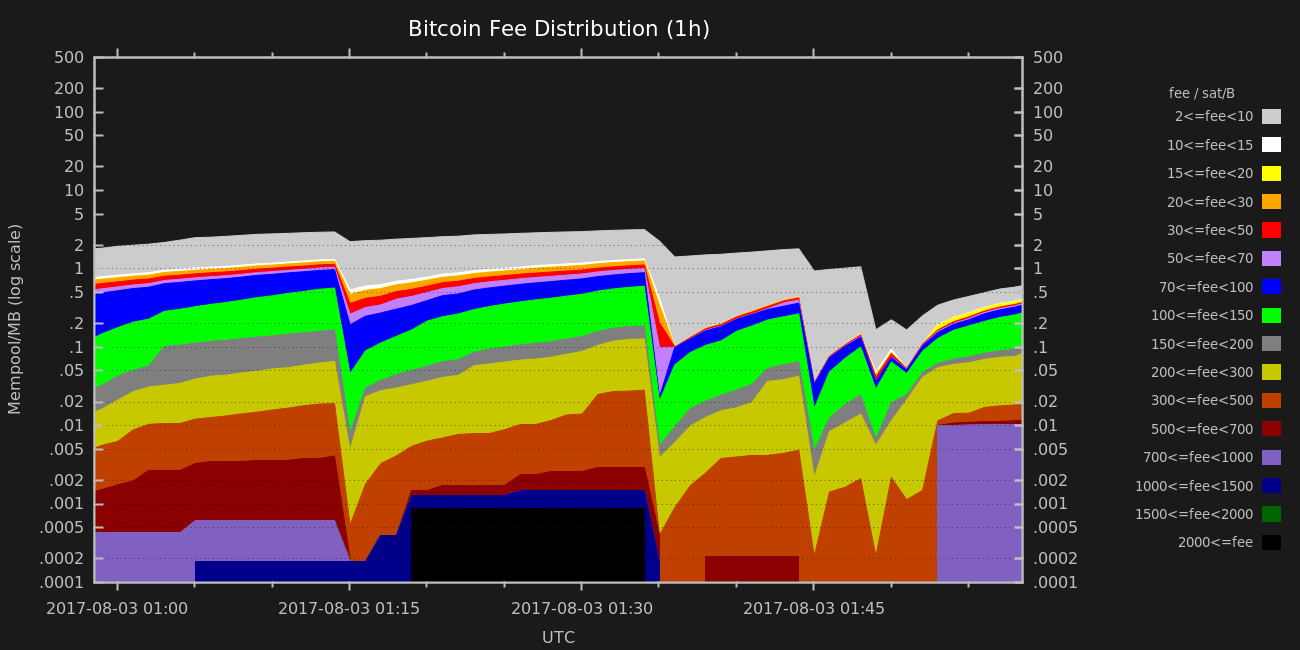 Bitcoin Fee Distribution (1h)
500 500
200 200
100 100
50 50
20 20
10 10
5 5
2 2
1 1
.5 .5
.2 .2
.1 .1
.05 .05
.02 .02
.01 .01
.005 .005
.002 .002
.001 .001
.0005 .0005
.0002 .0002
.0001 .0001
Mempool/MB (log scale)
2017-08-03 01:00 2017-08-03 01:15 2017-08-03 01:30 2017-08-03 01:45
UTC
fee / sat/B
2<=fee<10
10<=fee<15
15<=fee<20
20<=fee<30
30<=fee<50
50<=fee<70
70<=fee<100
100<=fee<150
150<=fee<200
200<=fee<300
300<=fee<500
500<=fee<700
700<=fee<1000
1000<=fee<1500
1500<=fee<2000
2000<=fee